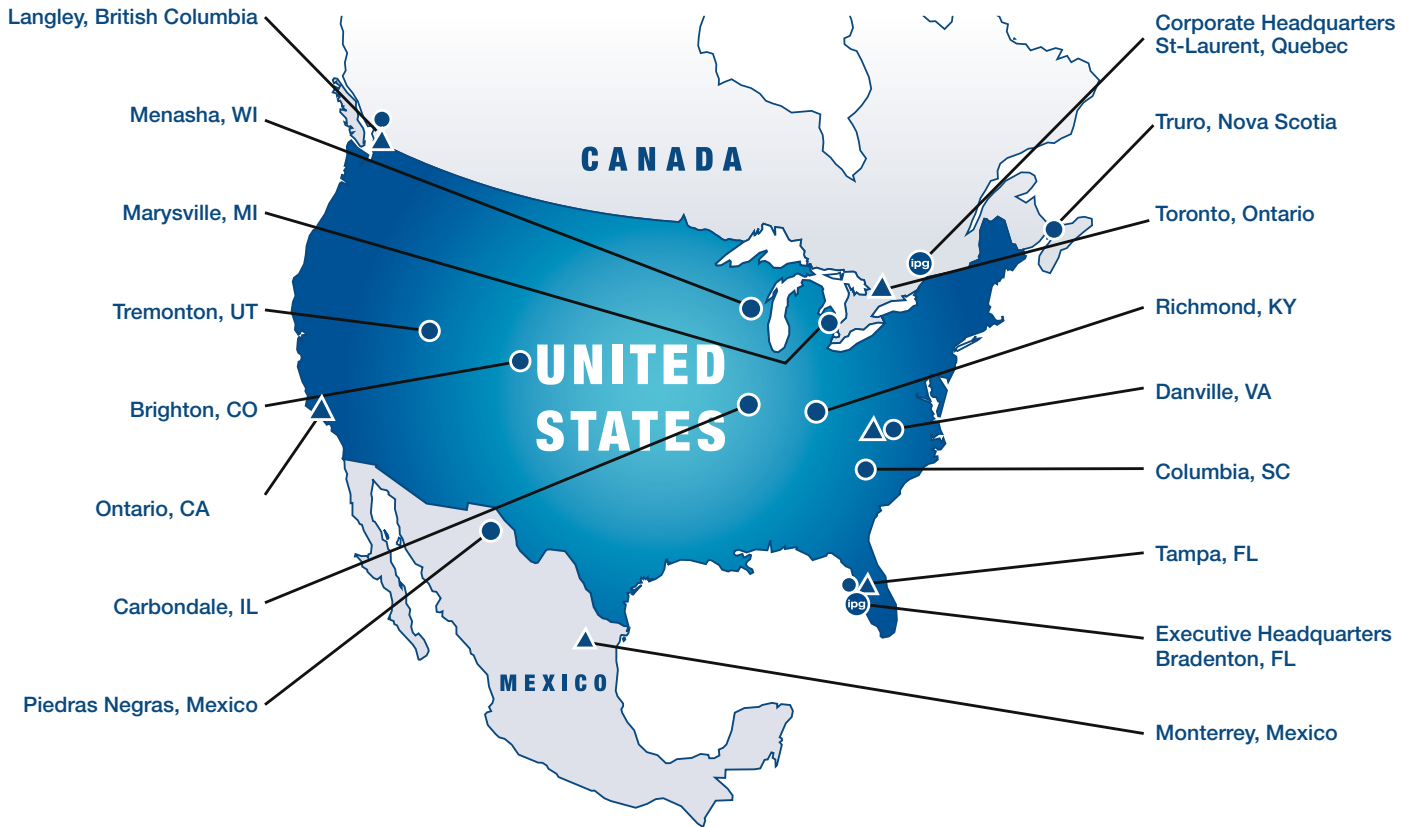 Langley, British Columbia
Menasha, WI
Marysville, MI
Tremonton, UT
Brighton, CO
Ontario, CA
Carbondale, IL
Piedras Negras, Mexico
CANADA
UNITED
STATES
MEXICO
ipg
ipg
Corporate Headquarters
St-Laurent, Quebec
Truro, Nova Scotia
Toronto, Ontario
Richmond, KY
Danville, VA
Columbia, SC
Tampa, FL
Executive Headquarters
Bradenton, FL
Monterrey, Mexico